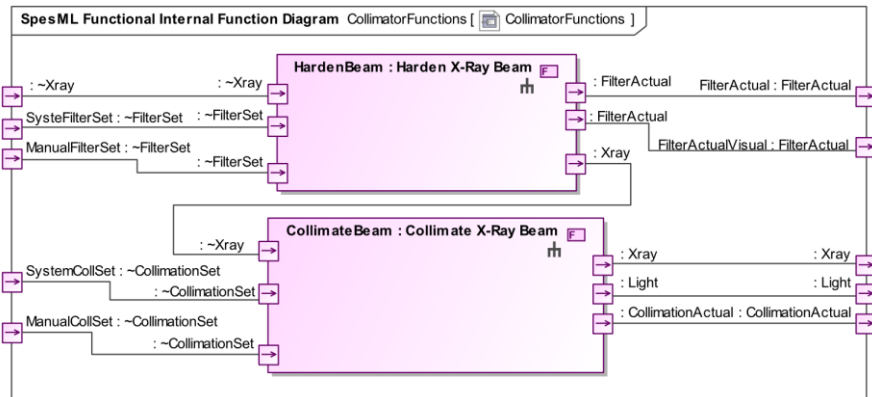 SpesML Functional Internal Function Diagram CollimatorFunctions [ CollimatorFunctions ]
HardenBeam : Harden X-Ray Beam F
: ~Xray : ~Xray : FilterActual FilterActual : FilterActual
SysteFilterSet : ~FilterSet : ~FilterSet : FilterActual
ManualFilterSet : ~FilterSet FilterActualVisual : FilterActual
: ~FilterSet : Xray
CollimateBeam : Collimate X-Ray Beam F
: ~Xray : Xray : Xray
SystemCollSet : ~CollimationSet : Light : Light
: ~CollimationSet : CollimationActual : CollimationActual
ManualCollSet : ~CollimationSet
: ~CollimationSet